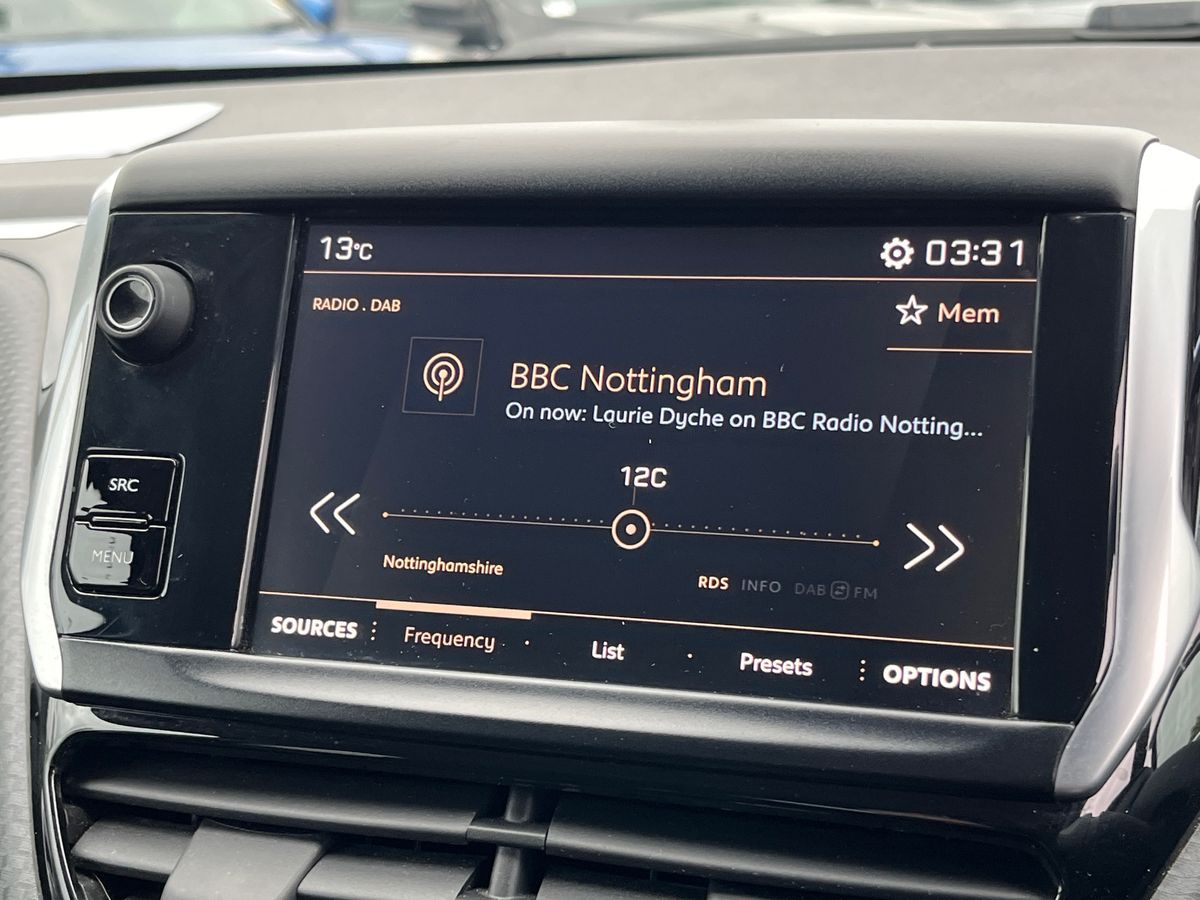 13°C
03:31
RADIO . DAB
Mem
BBC Nottingham
On now: Laurie Dyche on BBC Radio Notting...
SRC
12C
MENU
Nottinghamshire
RDS INFO DAB FM
SOURCES Frequency List Presets OPTIONS